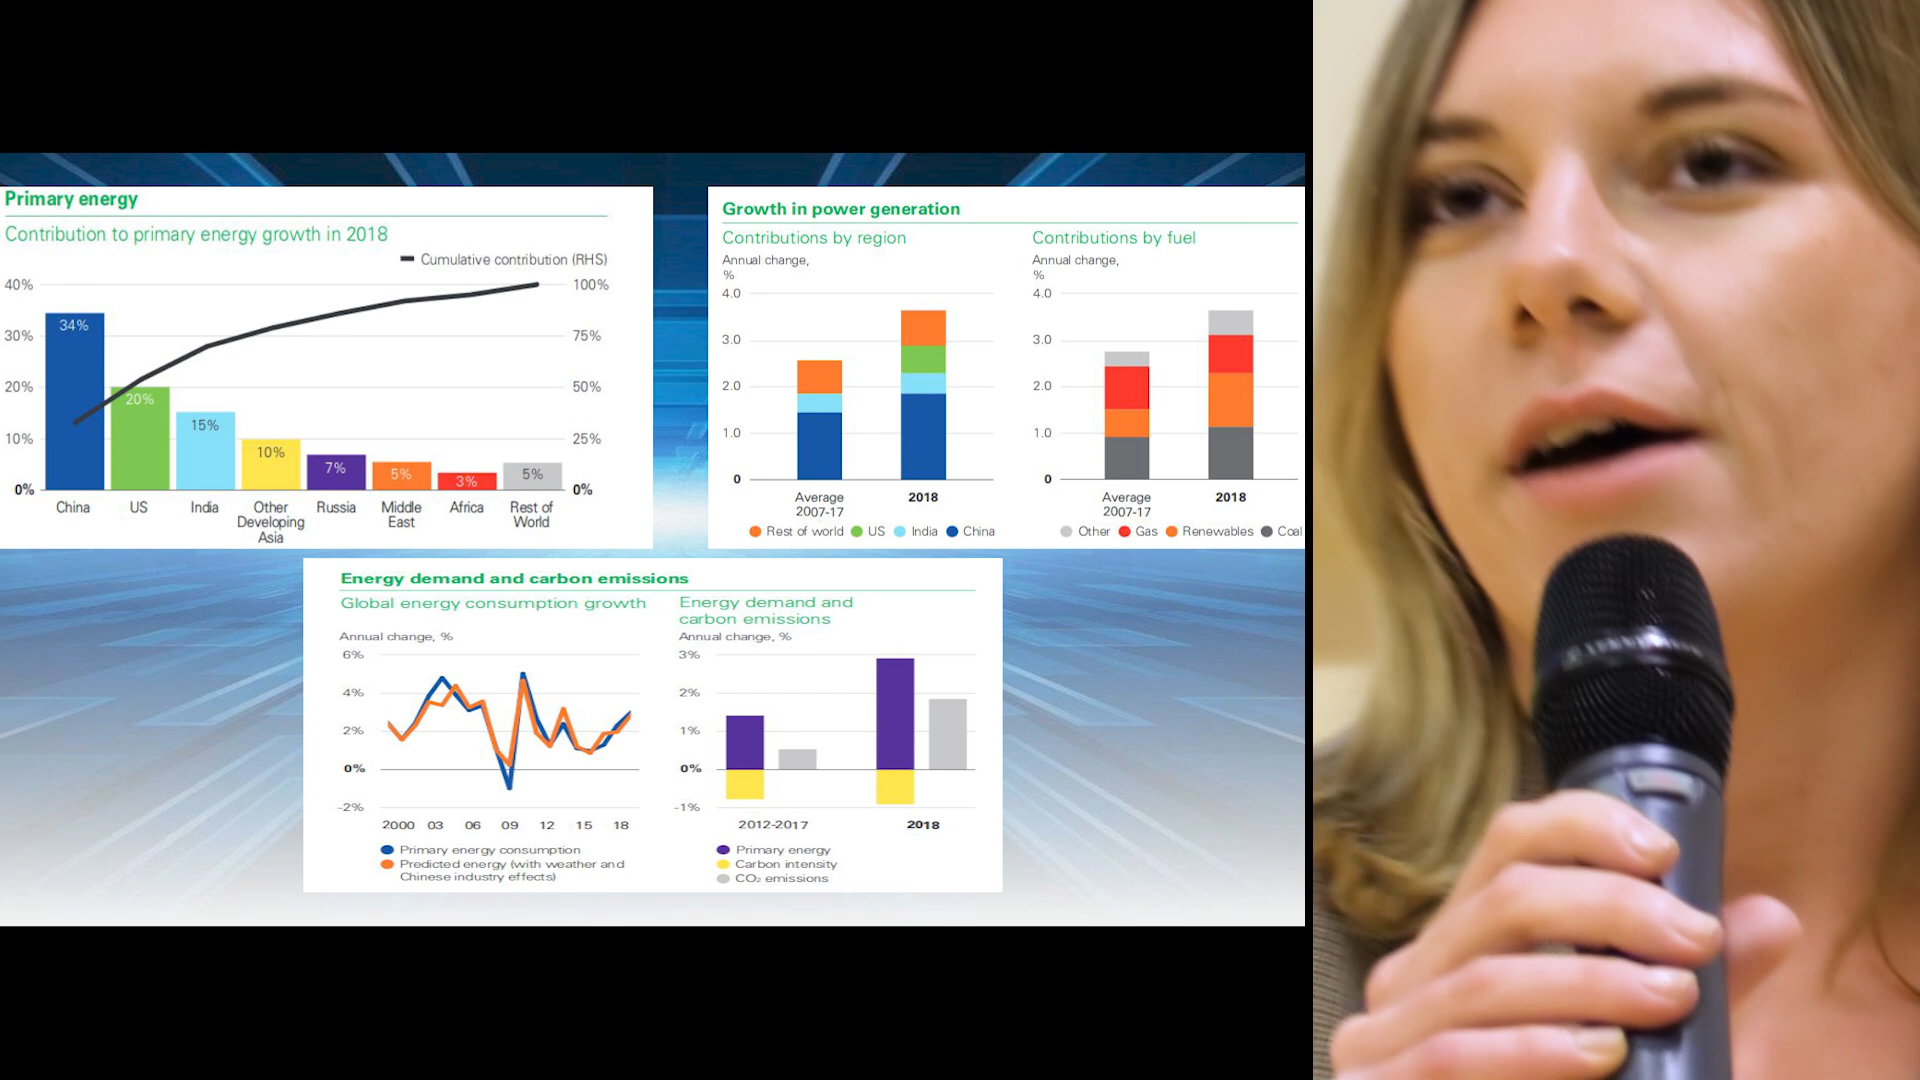 Primary energy
Contribution to primary energy growth in 2018
Cumulative contribution (RHS)
40%
30%
20%
10%
0%
100%
75%
50%
25%
0%
34%
20%
15%
10%
7%
5%
3%
5%
China
US
India
Other
Developing
Asia
Russia
Middle
East
Africa
Rest of
World
Growth in power generation
Contributions by region
Annual change,
%
4.0
3.0
2.0
1.0
0
Average
2007-17
2018
Rest of world
US
India
China
Contributions by fuel
Annual change,
%
4.0
3.0
2.0
1.0
0
Average
2007-17
2018
Other
Gas
Renewables
Coal
Energy demand and carbon emissions
Global energy consumption growth
Annual change, %
6%
4%
2%
0%
-2%
2000 03 06 09 12 15 18
Primary energy consumption
Predicted energy (with weather and
Chinese industry effects)
Energy demand and
carbon emissions
Annual change, %
3%
2%
1%
0%
-1%
2012-2017
2018
Primary energy
Carbon intensity
CO₂ emissions